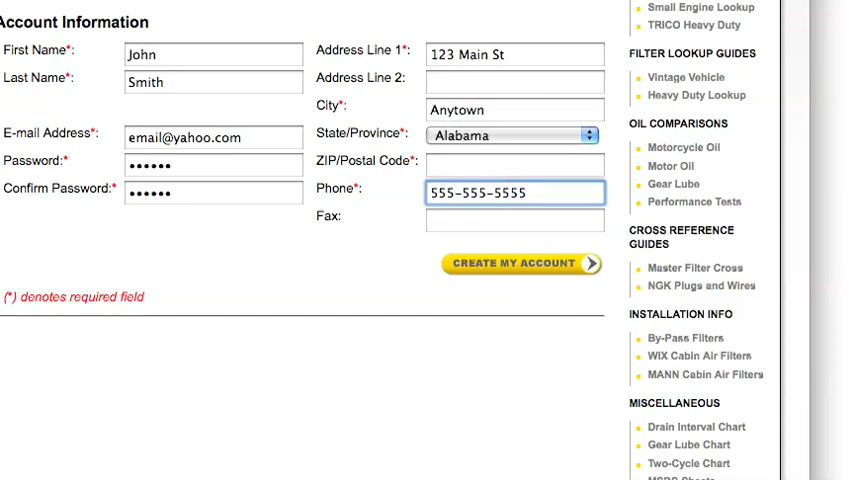 Account Information
First Name*: John
Last Name*: Smith
E-mail Address*: email@yahoo.com
Password:* ••••••
Confirm Password:* ••••••
Address Line 1*: 123 Main St
Address Line 2:
City*: Anytown
State/Province*: Alabama
ZIP/Postal Code*:
Phone*: 555-555-5555
Fax:
CREATE MY ACCOUNT
(*) denotes required field
Small Engine Lookup
TRICO Heavy Duty
FILTER LOOKUP GUIDES
Vintage Vehicle
Heavy Duty Lookup
OIL COMPARISONS
Motorcycle Oil
Motor Oil
Gear Lube
Performance Tests
CROSS REFERENCE
GUIDES
Master Filter Cross
NGK Plugs and Wires
INSTALLATION INFO
By-Pass Filters
WIX Cabin Air Filters
MANN Cabin Air Filters
MISCELLANEOUS
Drain Interval Chart
Gear Lube Chart
Two-Cycle Chart
MSDS Sheets